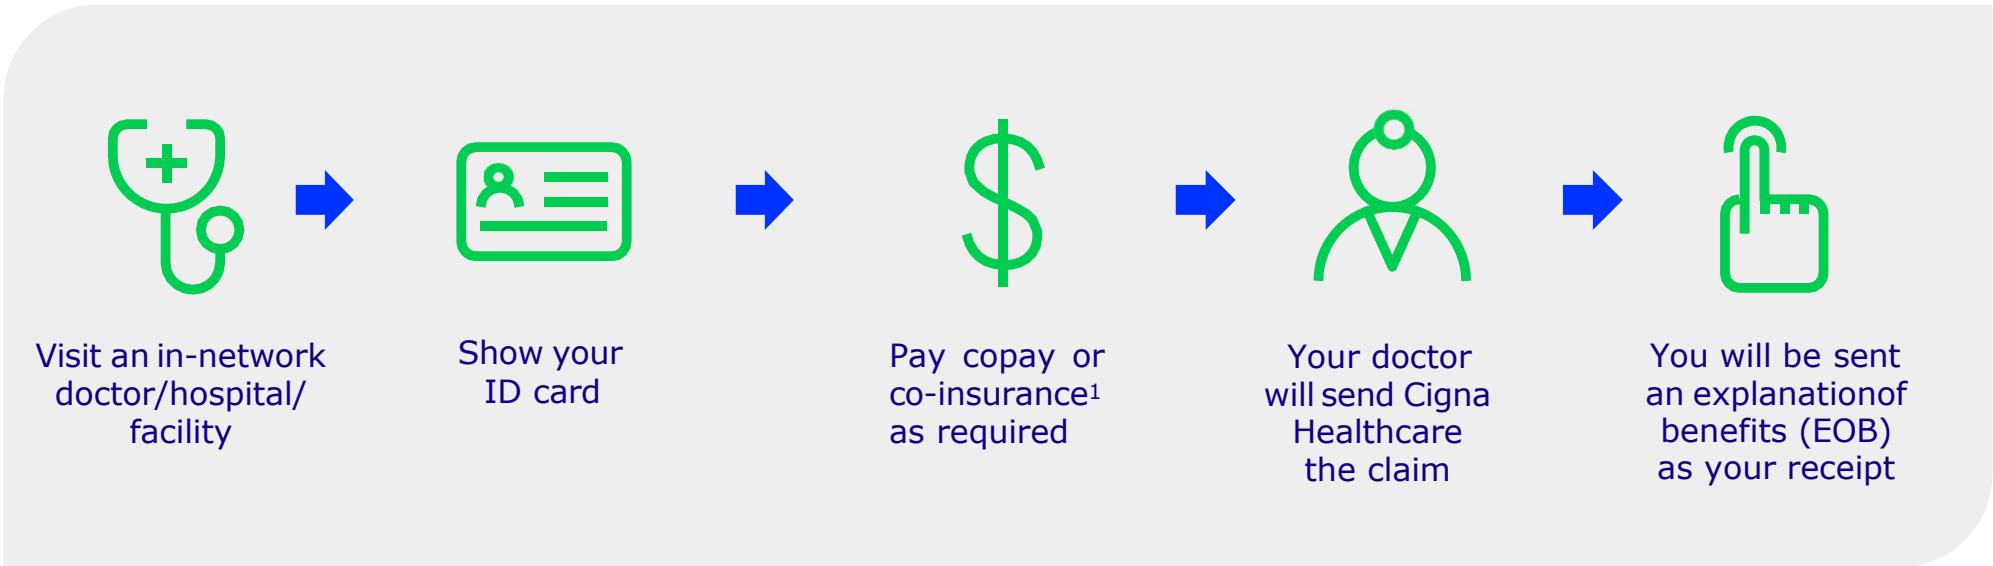 Visit an in-network
doctor/hospital/
facility
Show your
ID card
Pay copay or
co-insurance¹
as required
Your doctor
will send Cigna
Healthcare
the claim
You will be sent
an explanationof
benefits (EOB)
as your receipt